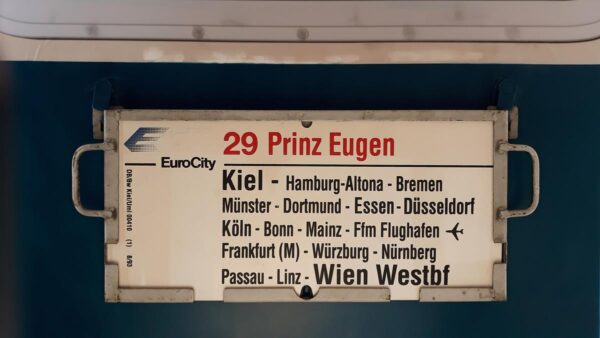 29 Prinz Eugen
EuroCity
Kiel - Hamburg-Altona - Bremen
Münster - Dortmund - Essen - Düsseldorf
Köln - Bonn - Mainz - Ffm Flughafen
Frankfurt (M) - Würzburg - Nürnberg
Passau - Linz - Wien Westbf